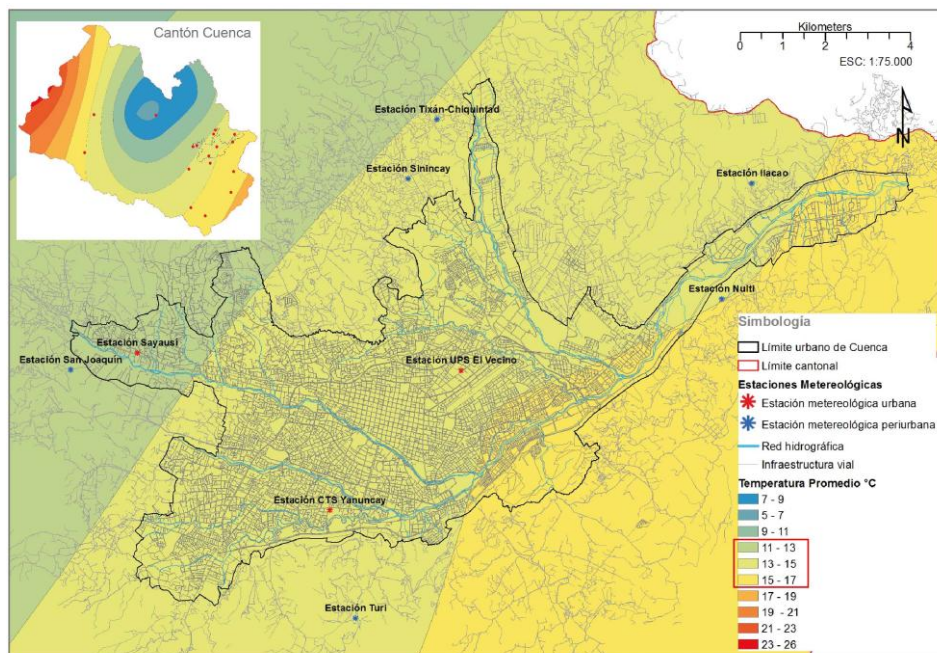 Cantón Cuenca
Kilometers
0 1 2 4
ESC: 1:75.000
N
Estación Tixán-Chiquintad
Estación Sinincay
Estación llacao
Estación Nulti
Estación Sayausí
Estación San Joaquín
Estación UPS El Vecino
Estación CTS Yanuncay
Estación Turi
Simbología
Límite urbano de Cuenca
Límite cantonal
Estaciones Metereológicas
Estación metereológica urbana
Estación metereológica periurbana
Red hidrográfica
Infraestructura vial
Temperatura Promedio °C
7 - 9
5 - 7
9 - 11
11 - 13
13 - 15
15 - 17
17 - 19
19 - 21
21 - 23
23 - 26